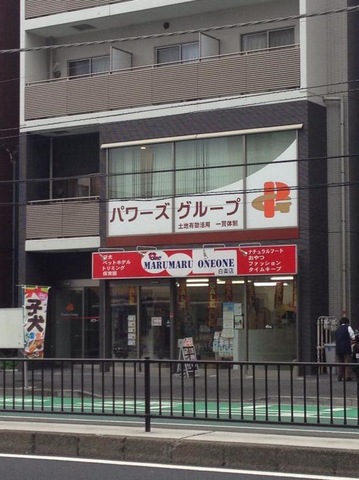 パワーズグループ
土地有効活用 一貫体制
幼犬
ペットホテル
トリミング
保育園
MARUMARU ONEONE
白楽店
ナチュラルフード
おやつ
ファッション
タイムキープ
子犬